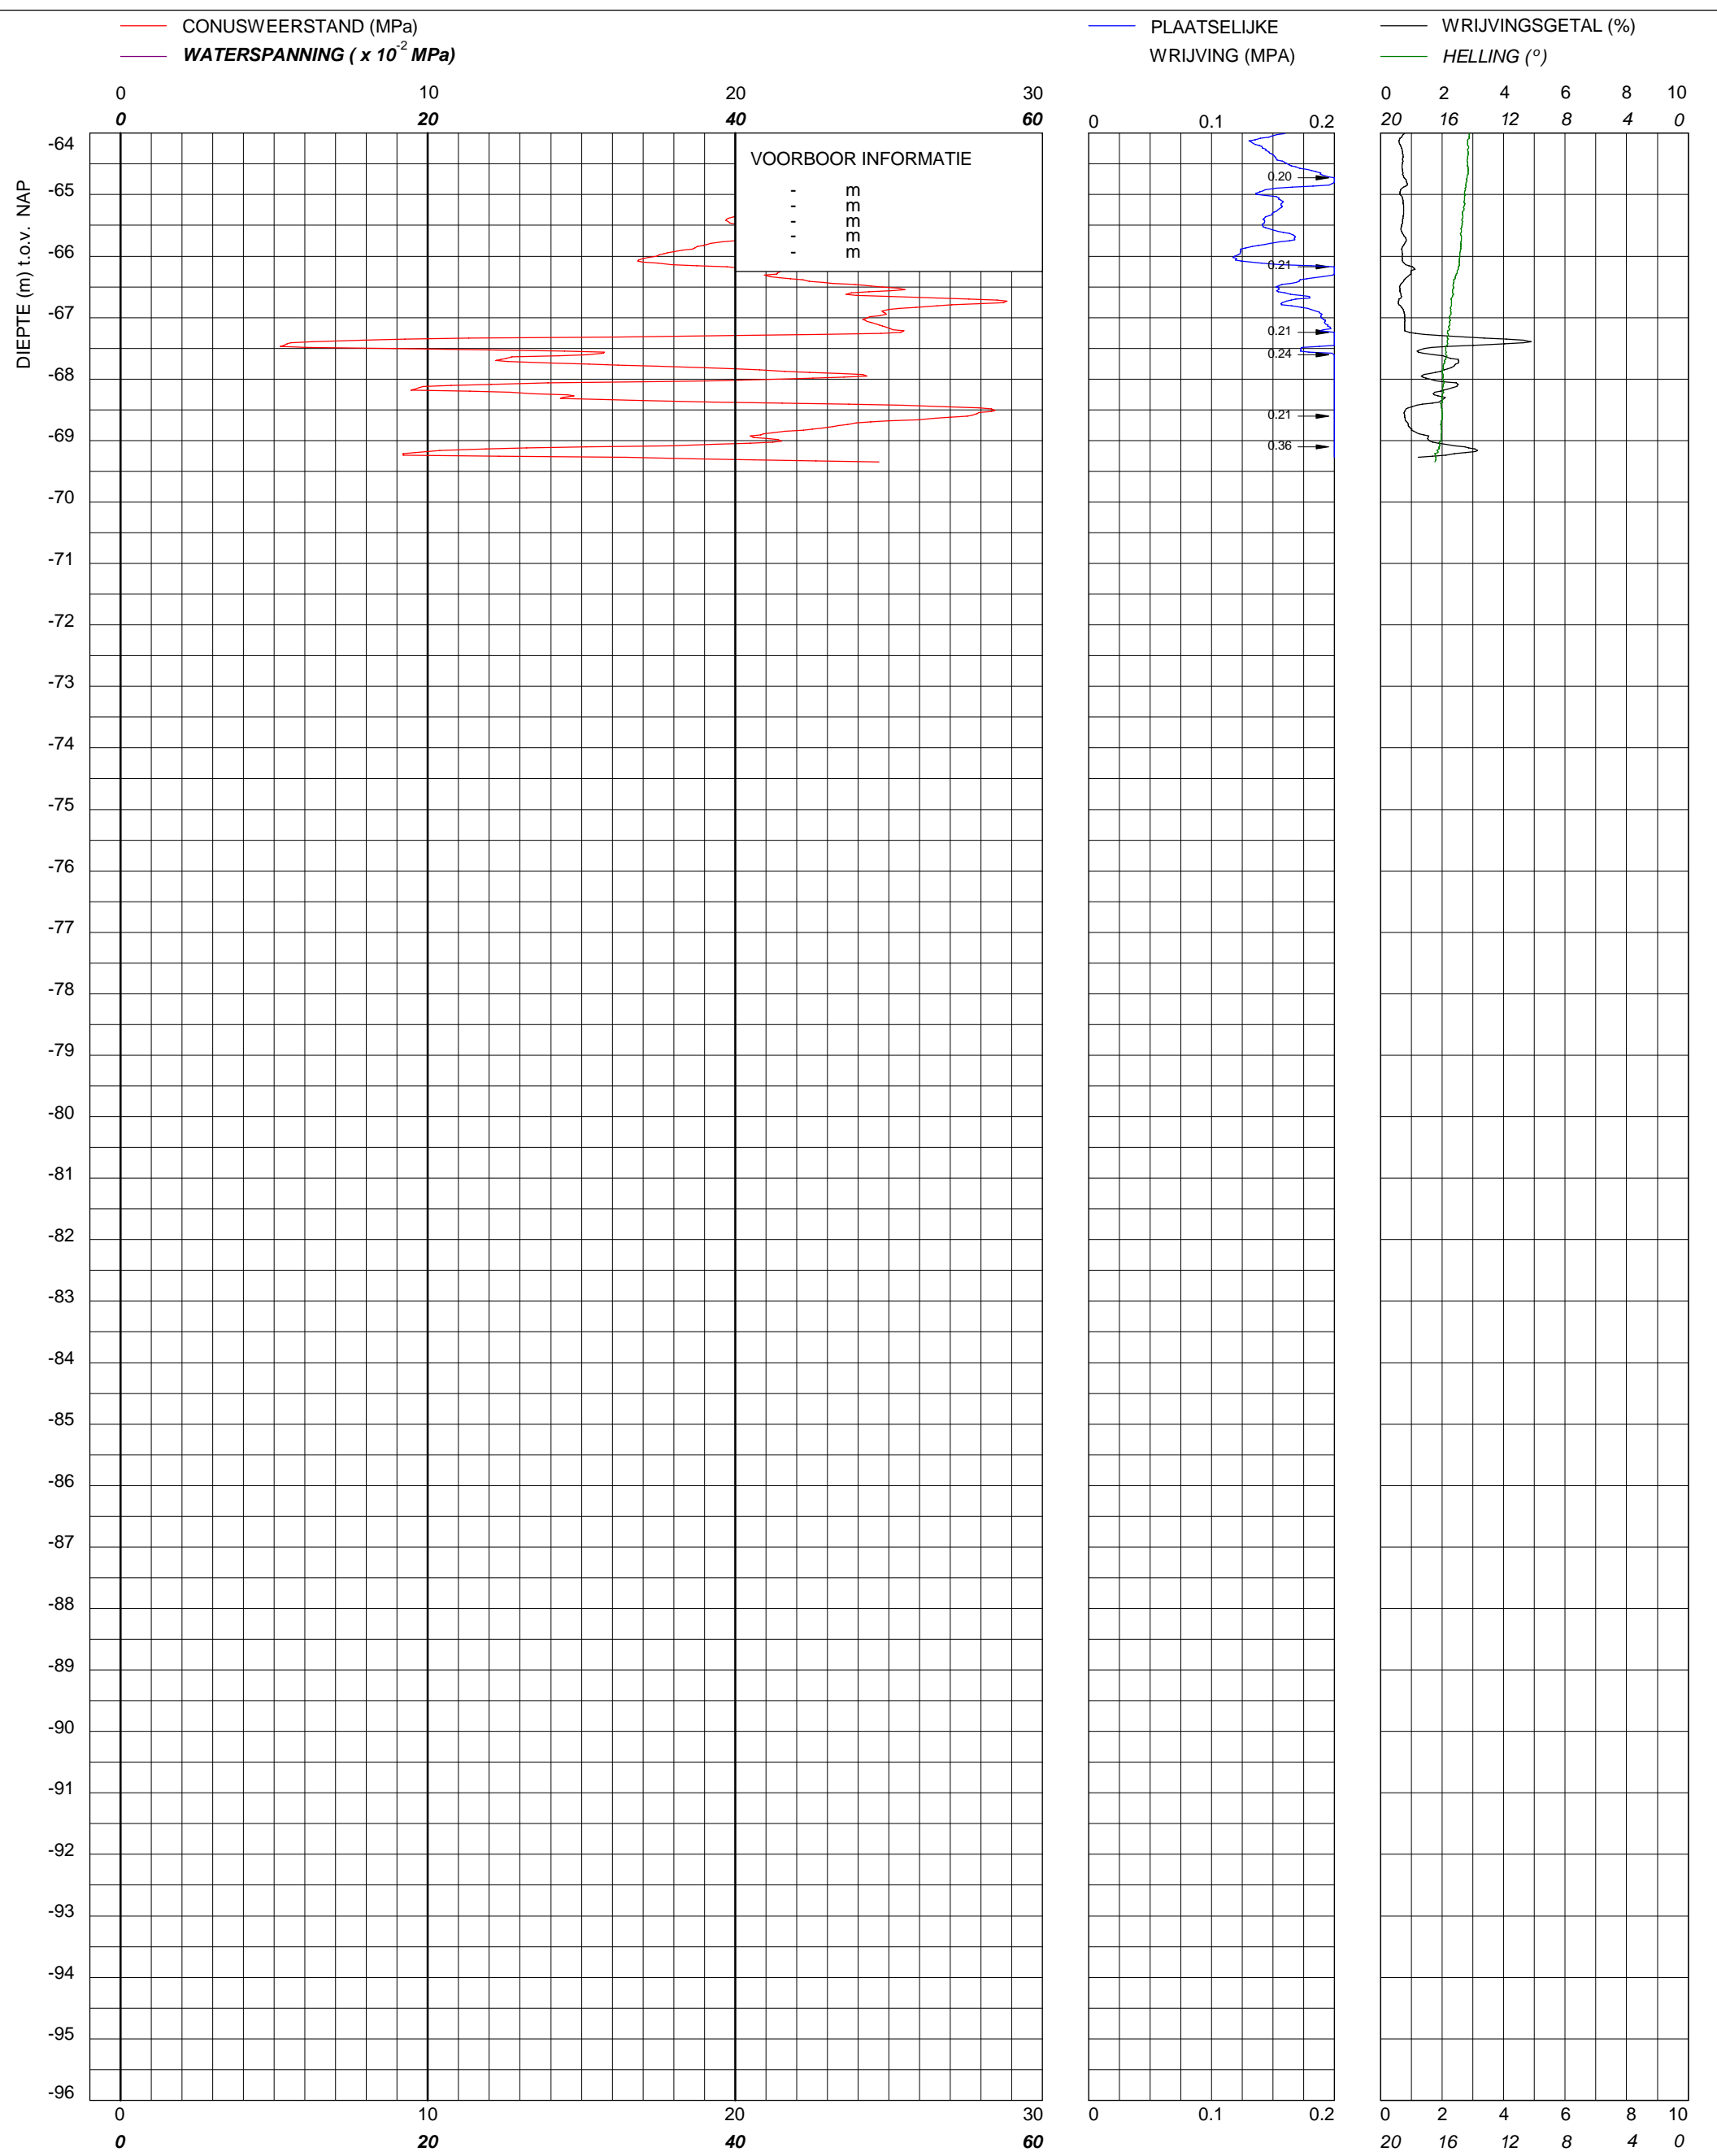 CONUSWEERSTAND (MPa)
WATERSPANNING ( x 10-2 MPa)
PLAATSELIJKE
WRIJVING (MPA)
WRIJVINGSGETAL (%)
HELLING (º)
0 10 20 30
0 20 40 60
0 0.1 0.2
0 2 4 6 8 10
20 16 12 8 4 0
DIEPTE (m) t.o.v. NAP
VOORBOOR INFORMATIE
- m
- m
- m
- m
- m
-64
-65
-66
-67
-68
-69
-70
-71
-72
-73
-74
-75
-76
-77
-78
-79
-80
-81
-82
-83
-84
-85
-86
-87
-88
-89
-90
-91
-92
-93
-94
-95
-96
0.20
0.21
0.21
0.24
0.21
0.36
0 10 20 30
0 20 40 60
0 0.1 0.2
0 2 4 6 8 10
20 16 12 8 4 0